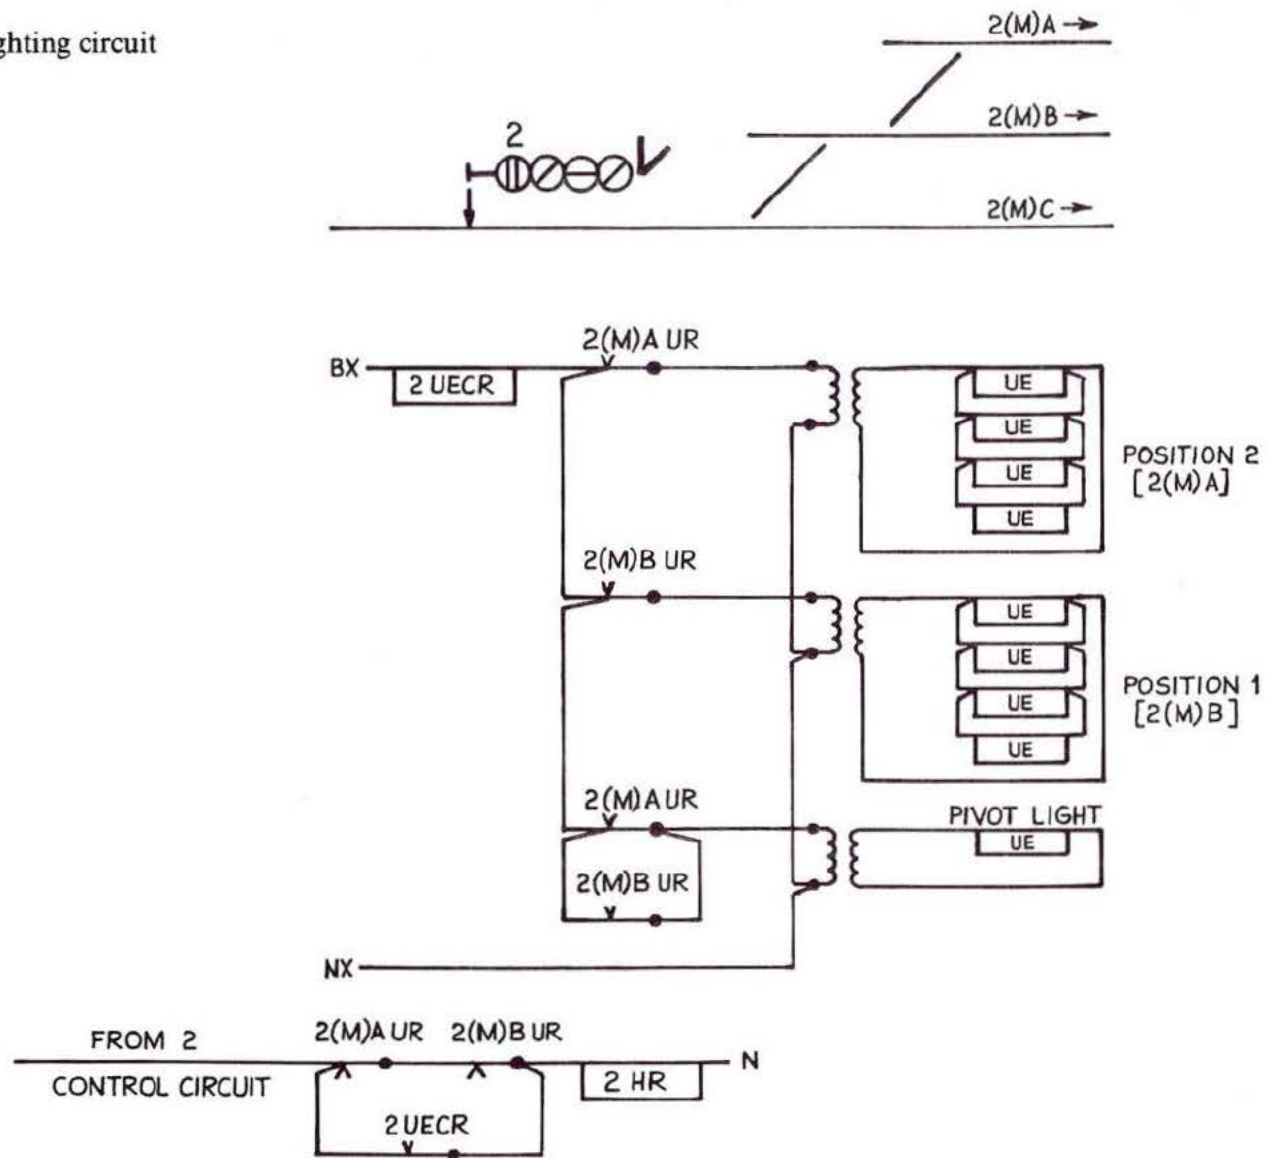 ghting circuit
2(M)A →
2(M)B →
2
2(M)C →
2(M)A UR
BX
2 UECR
UE
UE
UE
UE
POSITION 2
[2(M)A]
2(M)B UR
UE
UE
UE
UE
POSITION 1
[2(M)B]
2(M)A UR
PIVOT LIGHT
UE
2(M)B UR
NX
FROM 2
CONTROL CIRCUIT
2(M)A UR
2(M)B UR
N
2 HR
2 UECR